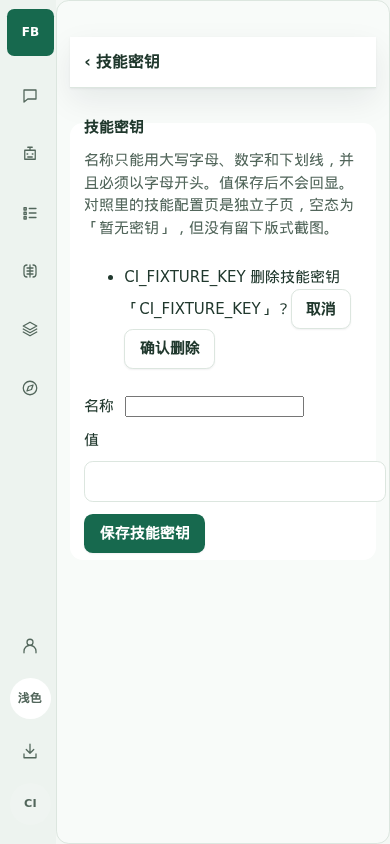 FB
‹ 技能密钥
技能密钥
名称只能用大写字母、数字和下划线，并
且必须以字母开头。值保存后不会回显。
对照里的技能配置页是独立子页，空态为
「暂无密钥」，但没有留下版式截图。
• CI_FIXTURE_KEY 删除技能密钥
「CI_FIXTURE_KEY」？ 取消
确认删除
名称
值
保存技能密钥
浅色
CI